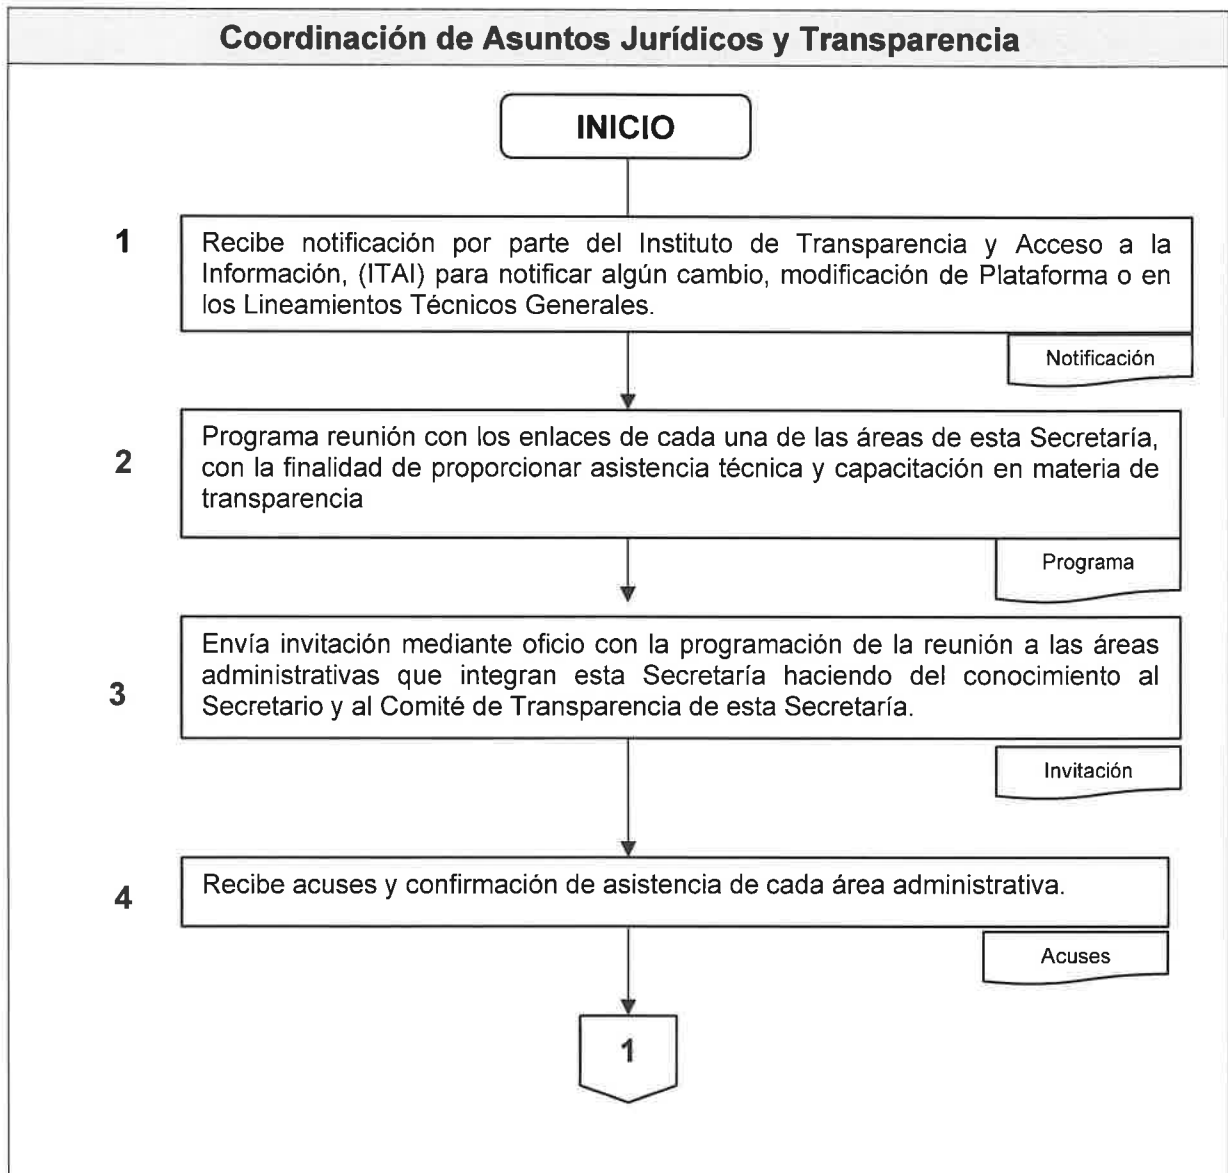 Coordinación de Asuntos Jurídicos y Transparencia
INICIO
1
Recibe notificación por parte del Instituto de Transparencia y Acceso a la
Información, (ITAI) para notificar algún cambio, modificación de Plataforma o en
los Lineamientos Técnicos Generales.
Notificación
2
Programa reunión con los enlaces de cada una de las áreas de esta Secretaría,
con la finalidad de proporcionar asistencia técnica y capacitación en materia de
transparencia
Programa
3
Envía invitación mediante oficio con la programación de la reunión a las áreas
administrativas que integran esta Secretaría haciendo del conocimiento al
Secretario y al Comité de Transparencia de esta Secretaría.
Invitación
4
Recibe acuses y confirmación de asistencia de cada área administrativa.
Acuses
1